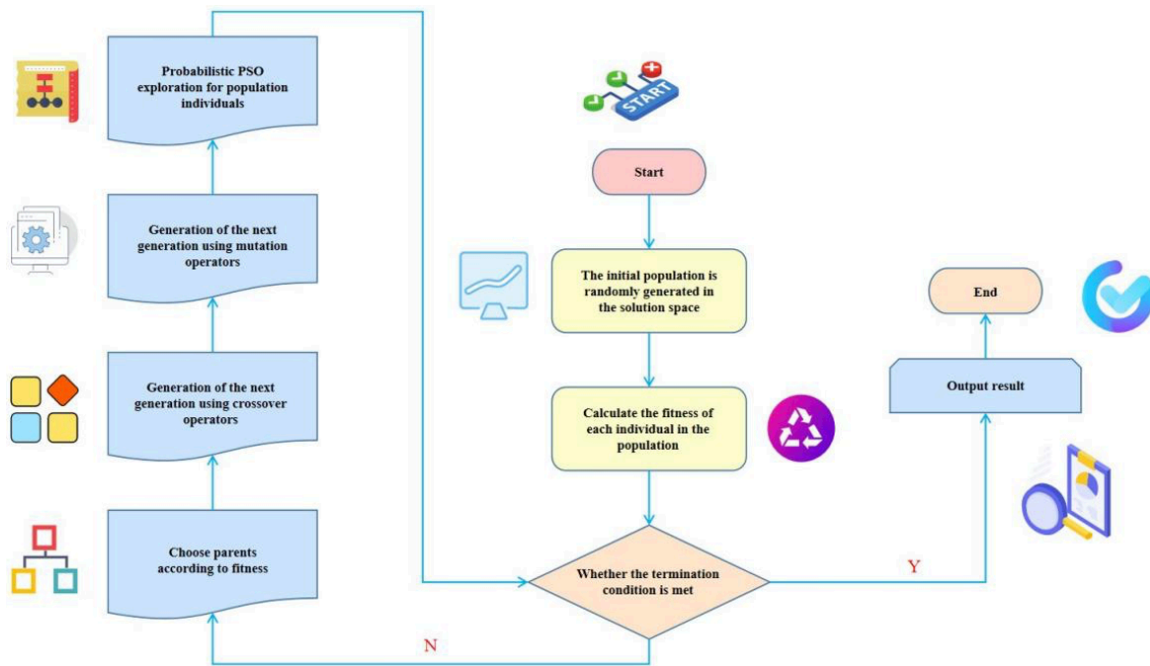 START
Start
The initial population is
randomly generated in
the solution space
Calculate the fitness of
each individual in the
population
Whether the termination
condition is met
N
Choose parents
according to fitness
Generation of the next
generation using crossover
operators
Generation of the next
generation using mutation
operators
Probabilistic PSO
exploration for population
individuals
Y
Output result
End